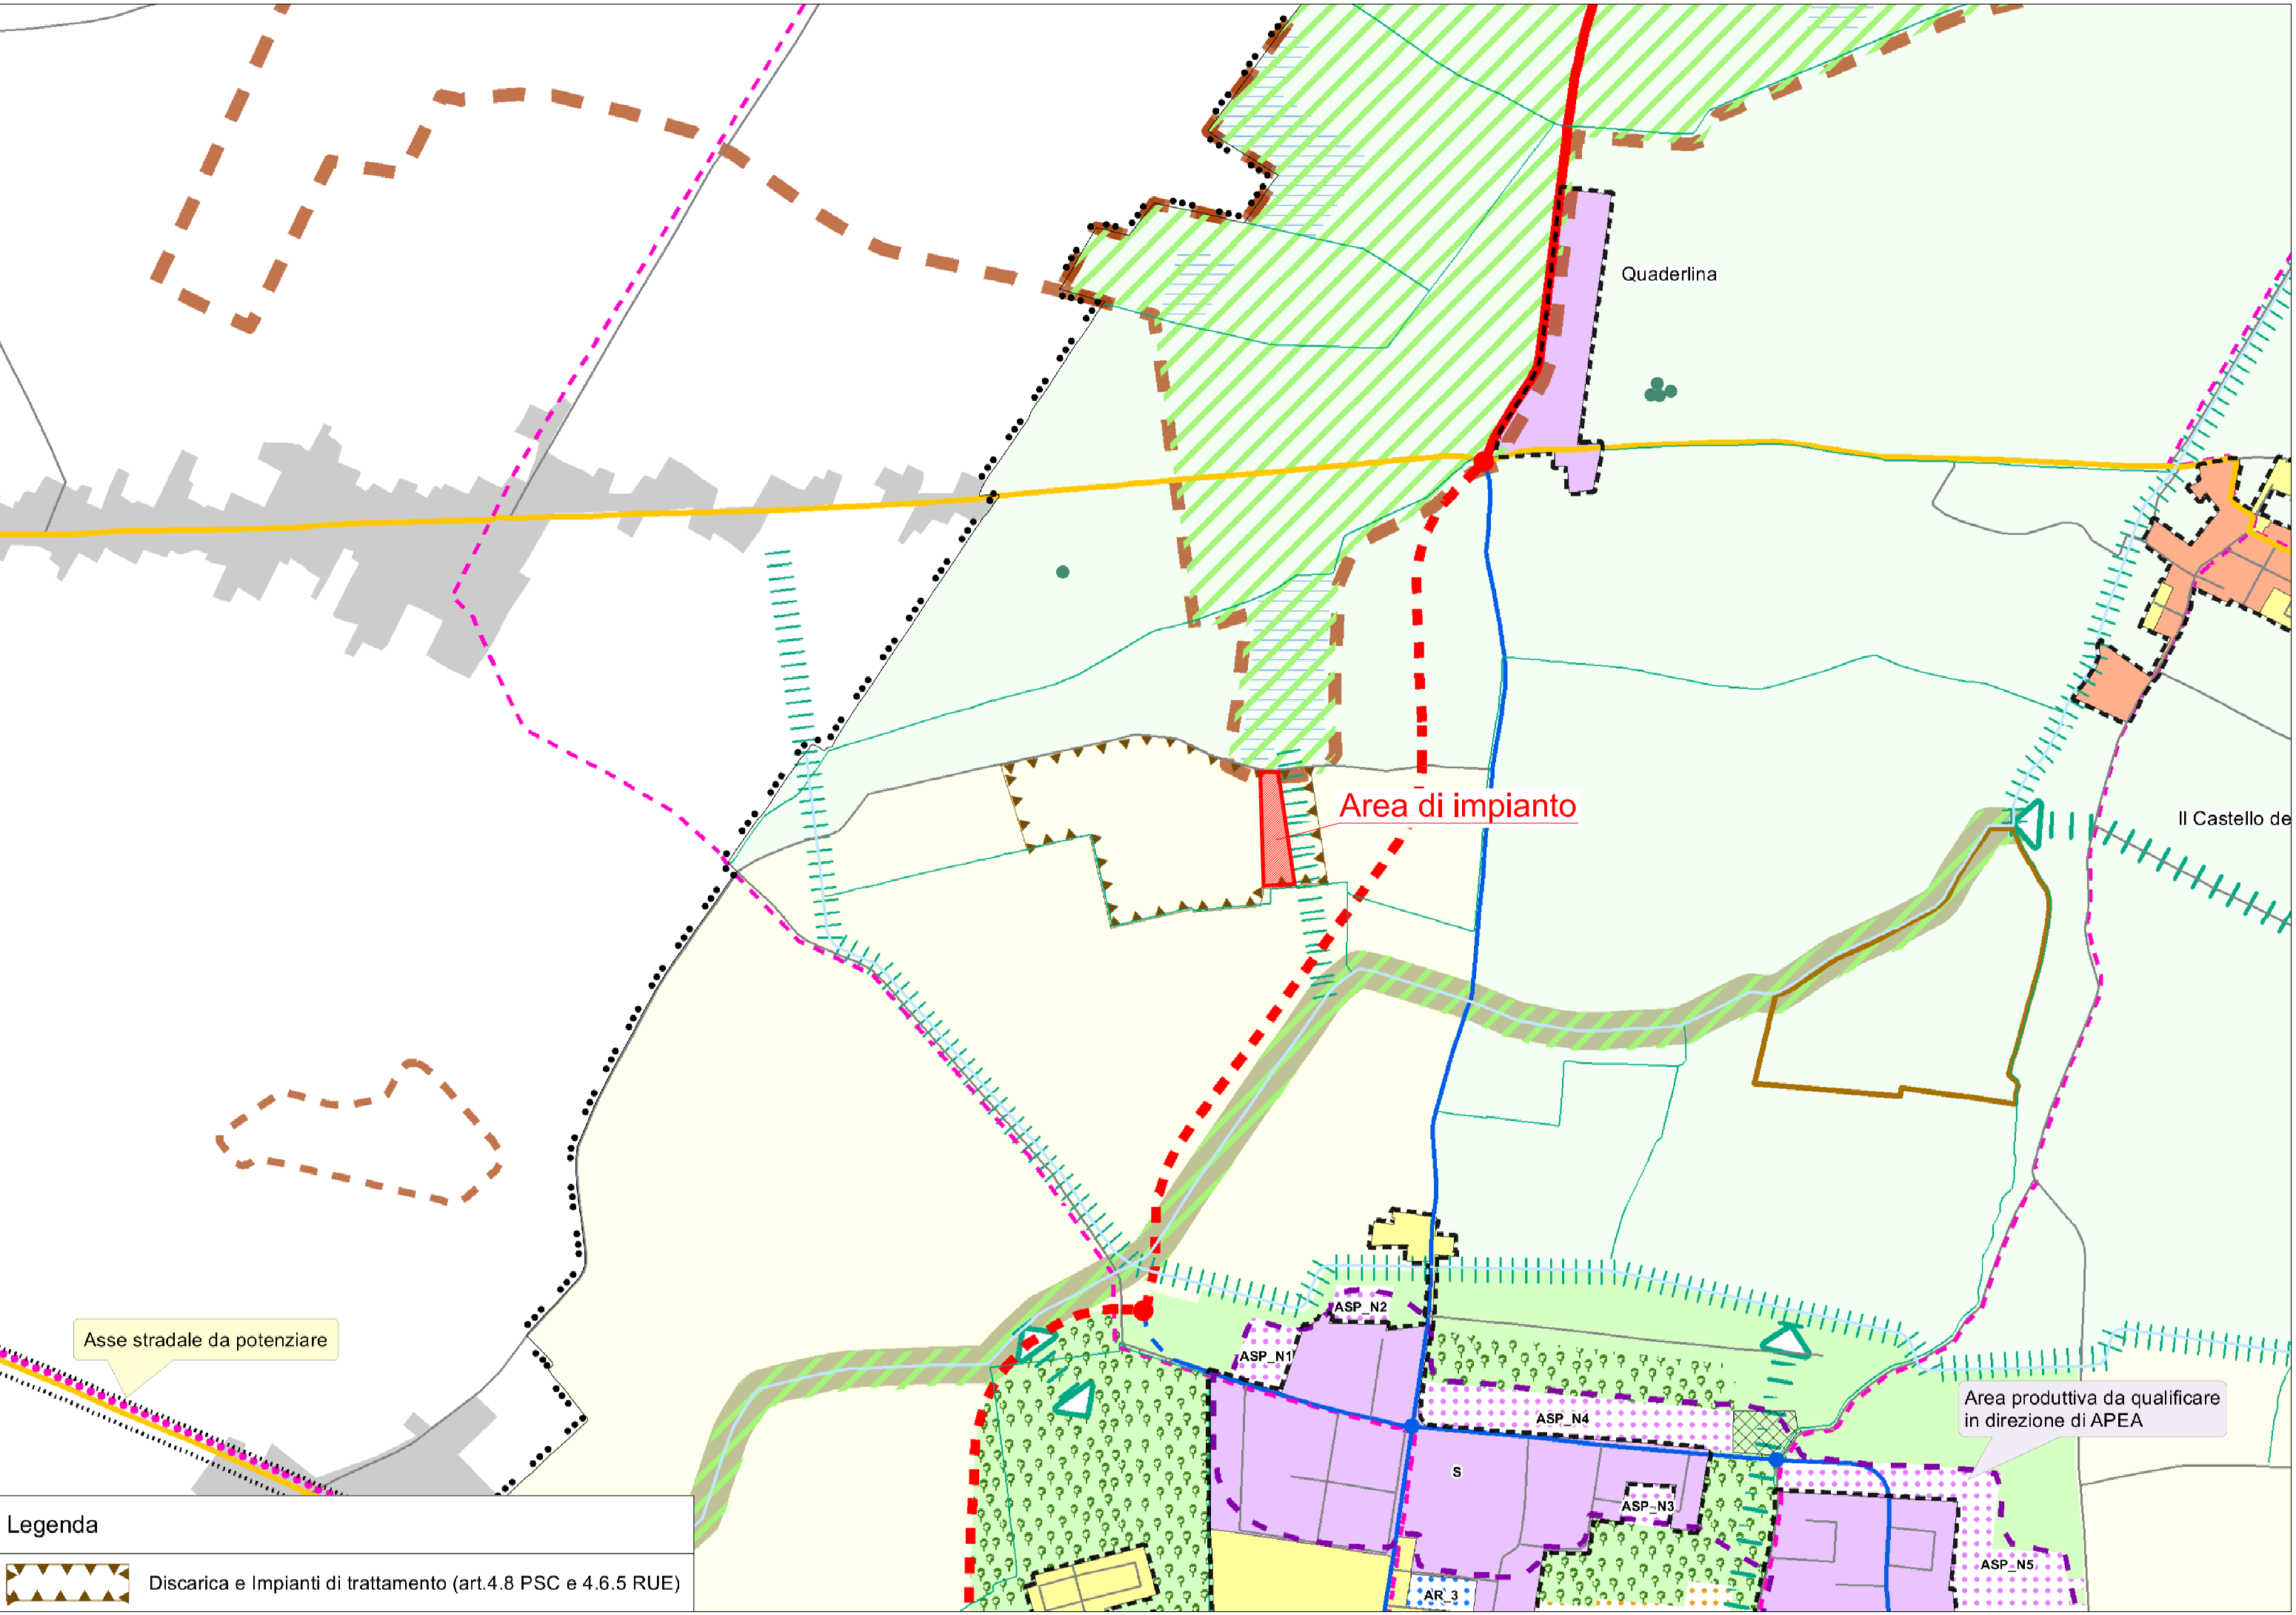 Quaderlina
Area di impianto
Il Castello de
Asse stradale da potenziare
ASP_N2
ASP_N1
Area produttiva da qualificare
in direzione di APEA
ASP_N4
S
ASP_N3
Legenda
ASP_N5
Discarica e Impianti di trattamento (art.4.8 PSC e 4.6.5 RUE)
AR_3